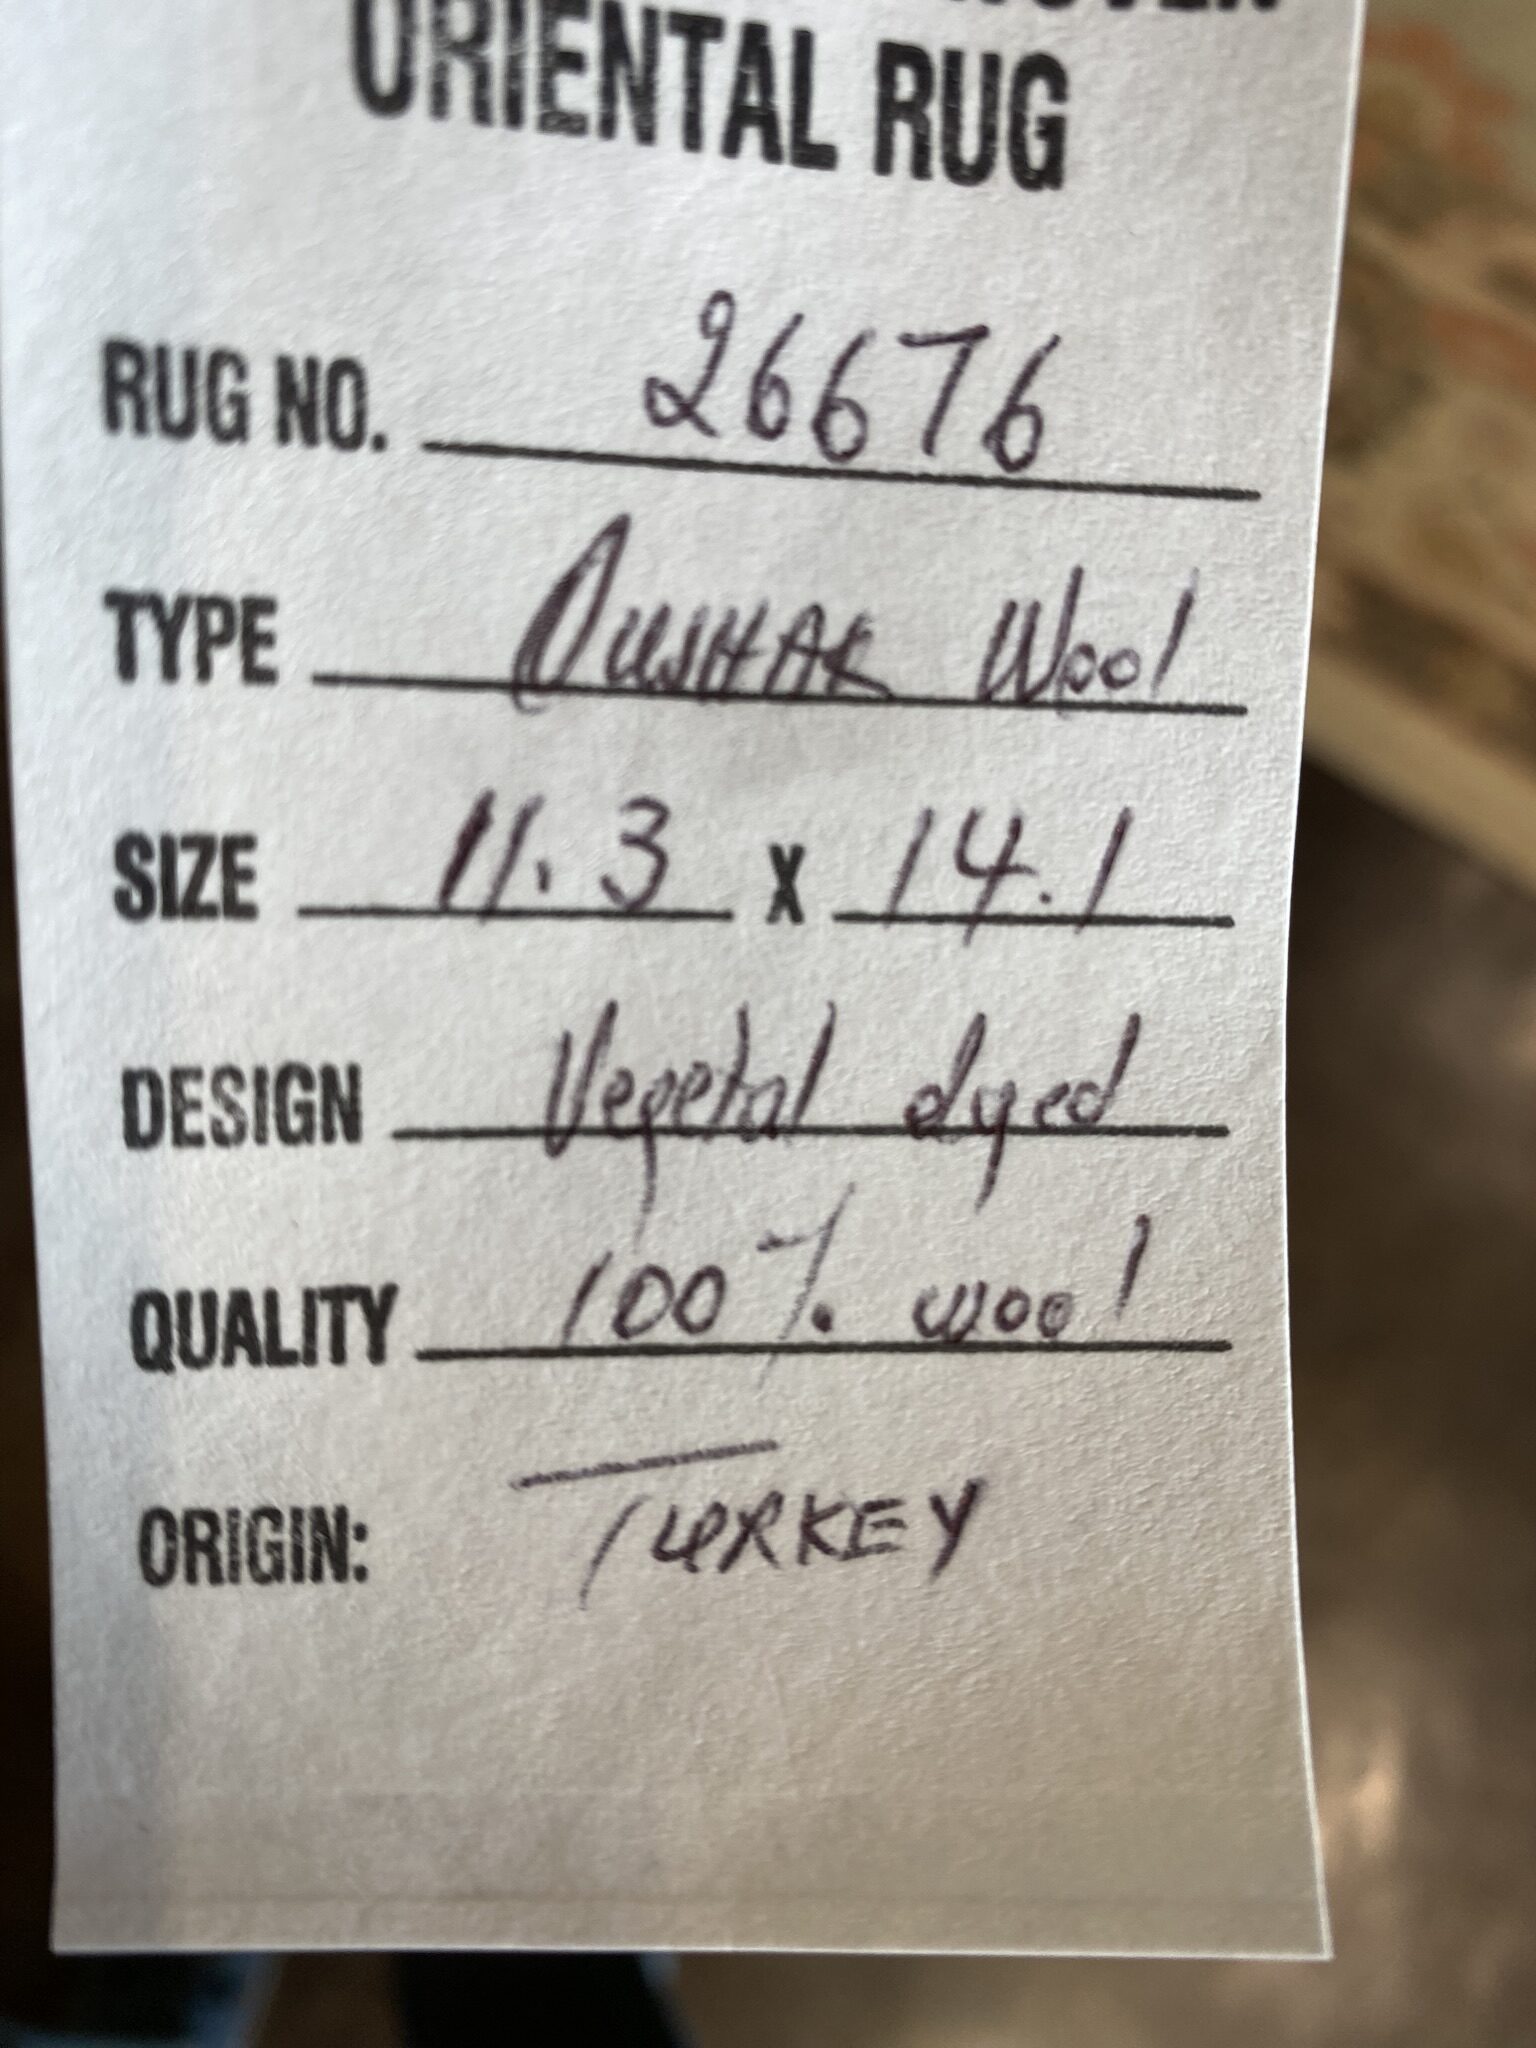 ORIENTAL RUG
RUG NO. 26676
TYPE OUSHAK Wool
SIZE 11.3 X 14.1
DESIGN Vegetal dyed
QUALITY 100% wool
ORIGIN: TURKEY